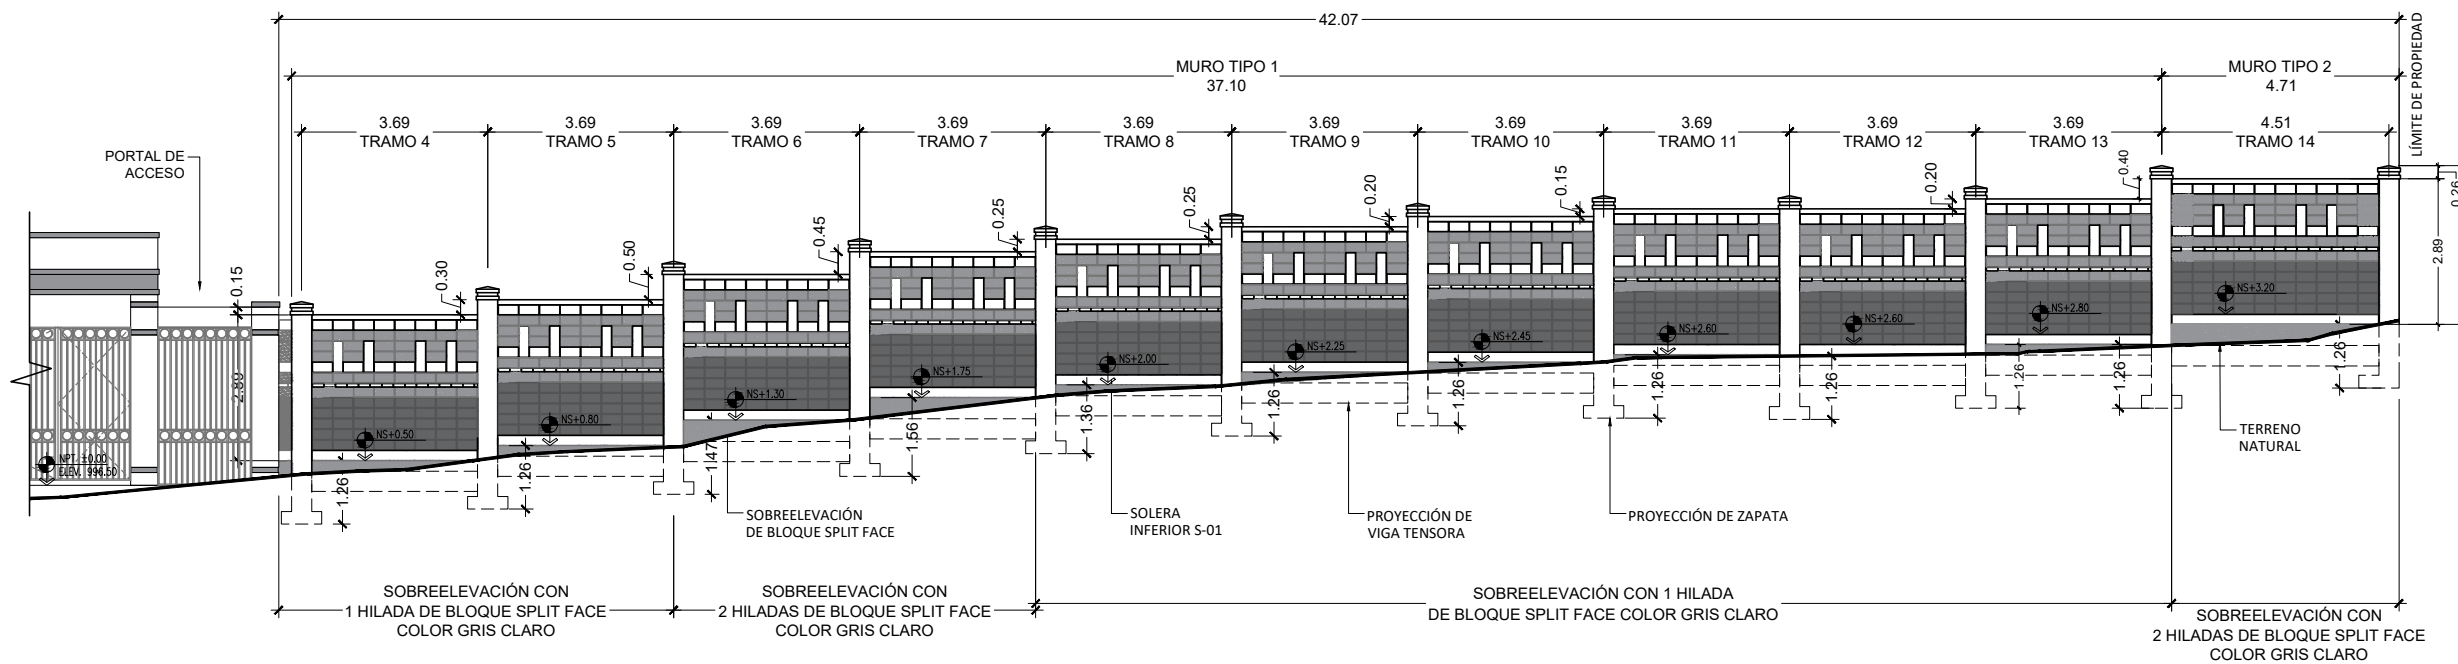 42.07
MURO TIPO 1
37.10
MURO TIPO 2
4.71
LÍMITE DE PROPIEDAD
3.69
TRAMO 4
3.69
TRAMO 5
3.69
TRAMO 6
3.69
TRAMO 7
3.69
TRAMO 8
3.69
TRAMO 9
3.69
TRAMO 10
3.69
TRAMO 11
3.69
TRAMO 12
3.69
TRAMO 13
4.51
TRAMO 14
PORTAL DE
ACCESO
0.15
0.30
0.50
0.45
0.25
0.25
0.20
0.15
0.20
0.40
0.26
2.89
2.89
NPT. ±0.00
ELEV. 996.50
NS+0.50
NS+0.80
NS+1.30
NS+1.75
NS+2.00
NS+2.25
NS+2.45
NS+2.60
NS+2.60
NS+2.80
NS+3.20
1.26
1.26
1.47
1.56
1.36
1.26
1.26
1.26
1.26
1.26
1.26
1.26
SOBREELEVACIÓN
DE BLOQUE SPLIT FACE
SOLERA
INFERIOR S-01
PROYECCIÓN DE
VIGA TENSORA
PROYECCIÓN DE ZAPATA
TERRENO
NATURAL
SOBREELEVACIÓN CON
1 HILADA DE BLOQUE SPLIT FACE
COLOR GRIS CLARO
SOBREELEVACIÓN CON
2 HILADAS DE BLOQUE SPLIT FACE
COLOR GRIS CLARO
SOBREELEVACIÓN CON 1 HILADA
DE BLOQUE SPLIT FACE COLOR GRIS CLARO
SOBREELEVACIÓN CON
2 HILADAS DE BLOQUE SPLIT FACE
COLOR GRIS CLARO